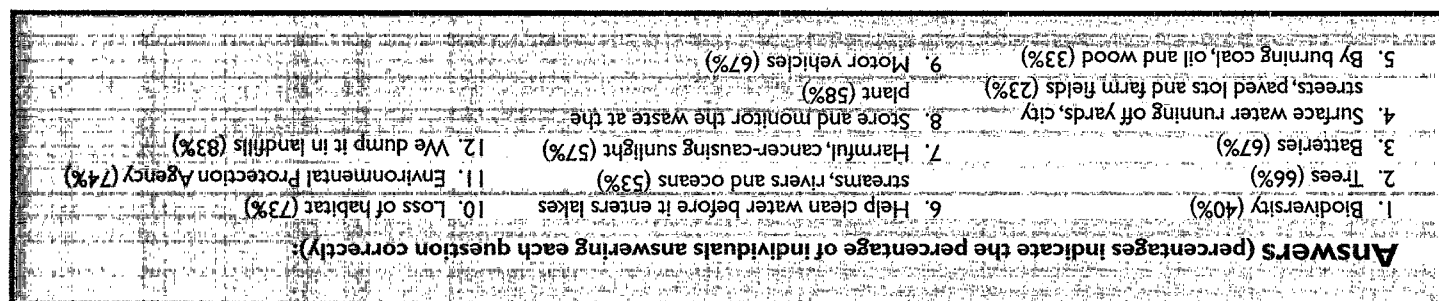 Answers (percentages indicate the percentage of individuals answering each question correctly):
1. Biodiversity (40%)
2. Trees (66%)
3. Batteries (67%)
4. Surface water running off yards, city
streets, paved lots and farm fields (23%)
5. By burning coal, oil and wood (33%)
6. Help clean water before it enters lakes
streams, rivers and oceans (53%)
7. Harmful, cancer-causing sunlight (57%)
8. Store and monitor the waste at the
plant (58%)
9. Motor vehicles (67%)
10. Loss of habitat (73%)
11. Environmental Protection Agency (74%)
12. We dump it in landfills (83%)